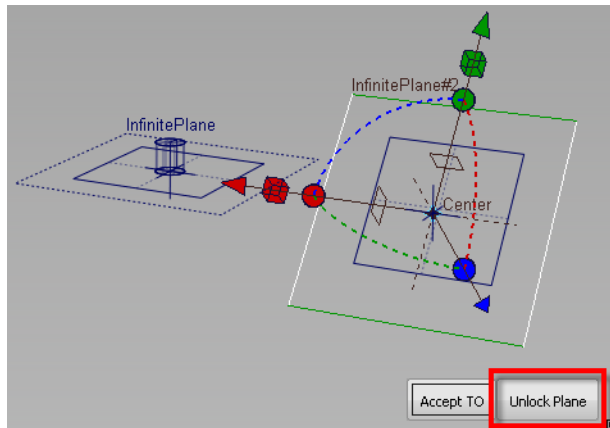 InfinitePlane#2
InfinitePlane
Center
Accept TO
Unlock Plane